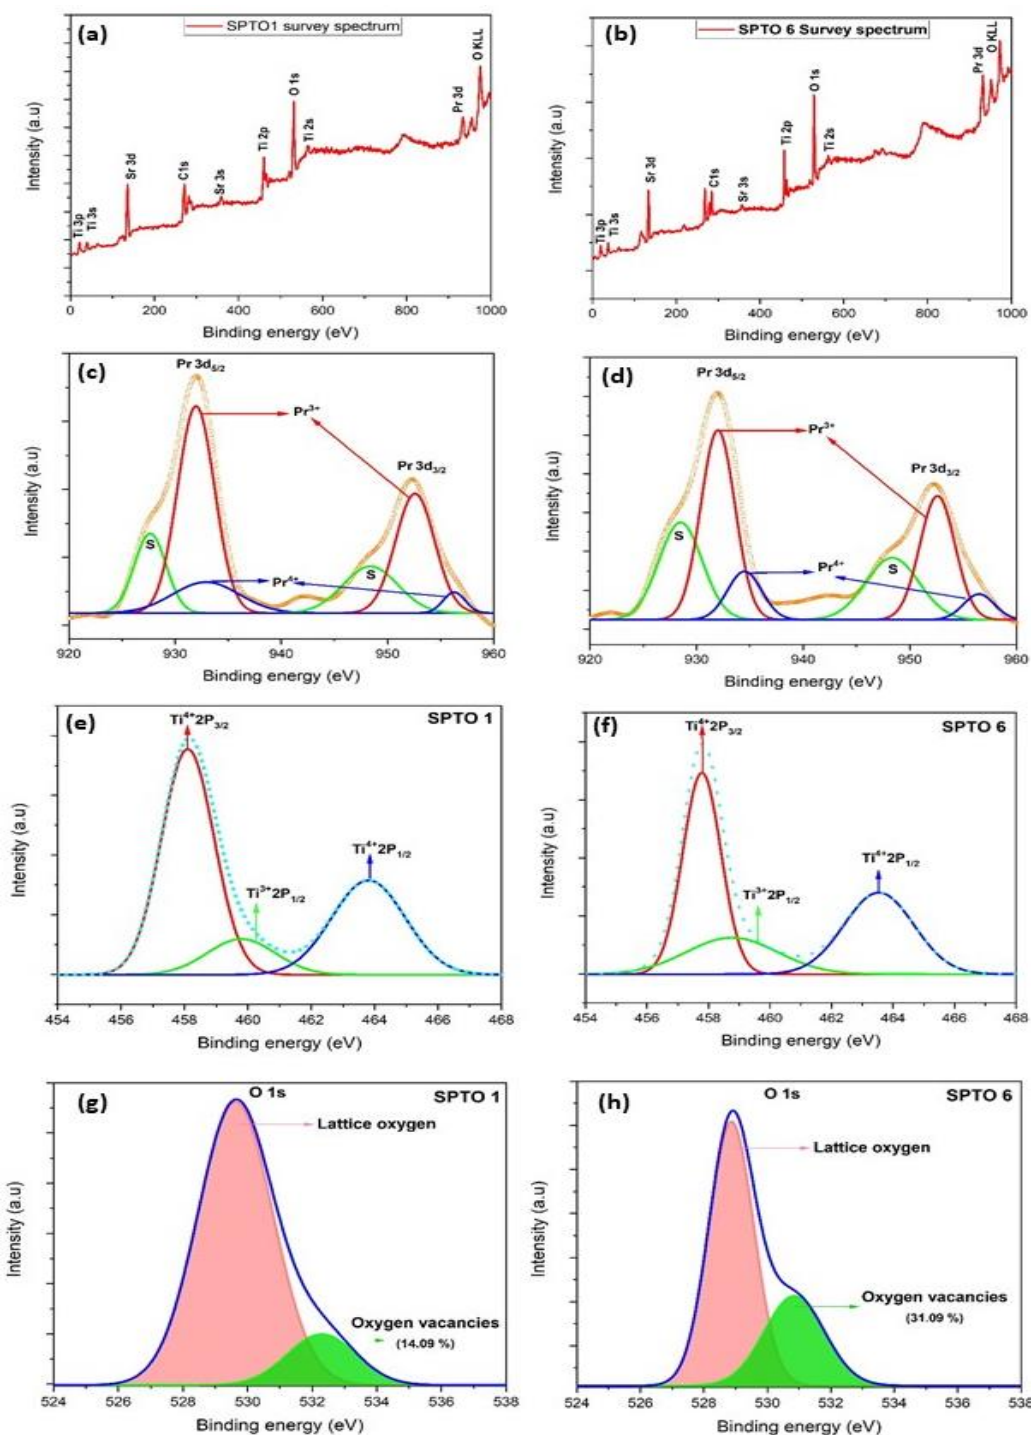 (a)
SPTO1 survey spectrum
Intensity (a.u)
Ti 3p
Ti 3s
Sr 3d
C1s
Sr 3s
Ti 2p
O 1s
Ti 2s
Pr 3d
O KLL
0 200 400 600 800 1000
Binding energy (eV)
(b)
SPTO 6 Survey spectrum
Intensity (a.u)
Ti 3p
Ti 3s
Sr 3d
C1s
Sr 3s
Ti 2p
O 1s
Ti 2s
Pr 3d
O KLL
0 200 400 600 800 1000
Binding energy (eV)
(c)
Pr 3d5/2
Pr3+
Pr 3d3/2
S
S
Pr4+
Intensity (a.u)
920 930 940 950 960
Binding energy (eV)
(d)
Pr 3d5/2
Pr3+
Pr 3d3/2
S
S
Pr4+
Intensity (a.u)
920 930 940 950 960
Binding energy (eV)
(e)
Ti4+2P3/2
SPTO 1
Ti4+2P1/2
Ti3+2P1/2
Intensity (a.u)
454 456 458 460 462 464 466 468
Binding energy (eV)
(f)
Ti4+2P3/2
SPTO 6
Ti4+2P1/2
Ti3+2P1/2
Intensity (a.u)
454 456 458 460 462 464 466 468
Binding energy (eV)
(g)
O 1s
SPTO 1
Lattice oxygen
Oxygen vacancies
(14.09 %)
Intensity (a.u)
524 526 528 530 532 534 536 538
Binding energy (eV)
(h)
O 1s
SPTO 6
Lattice oxygen
Oxygen vacancies
(31.09 %)
Intensity (a.u)
524 526 528 530 532 534 536 538
Binding energy (eV)